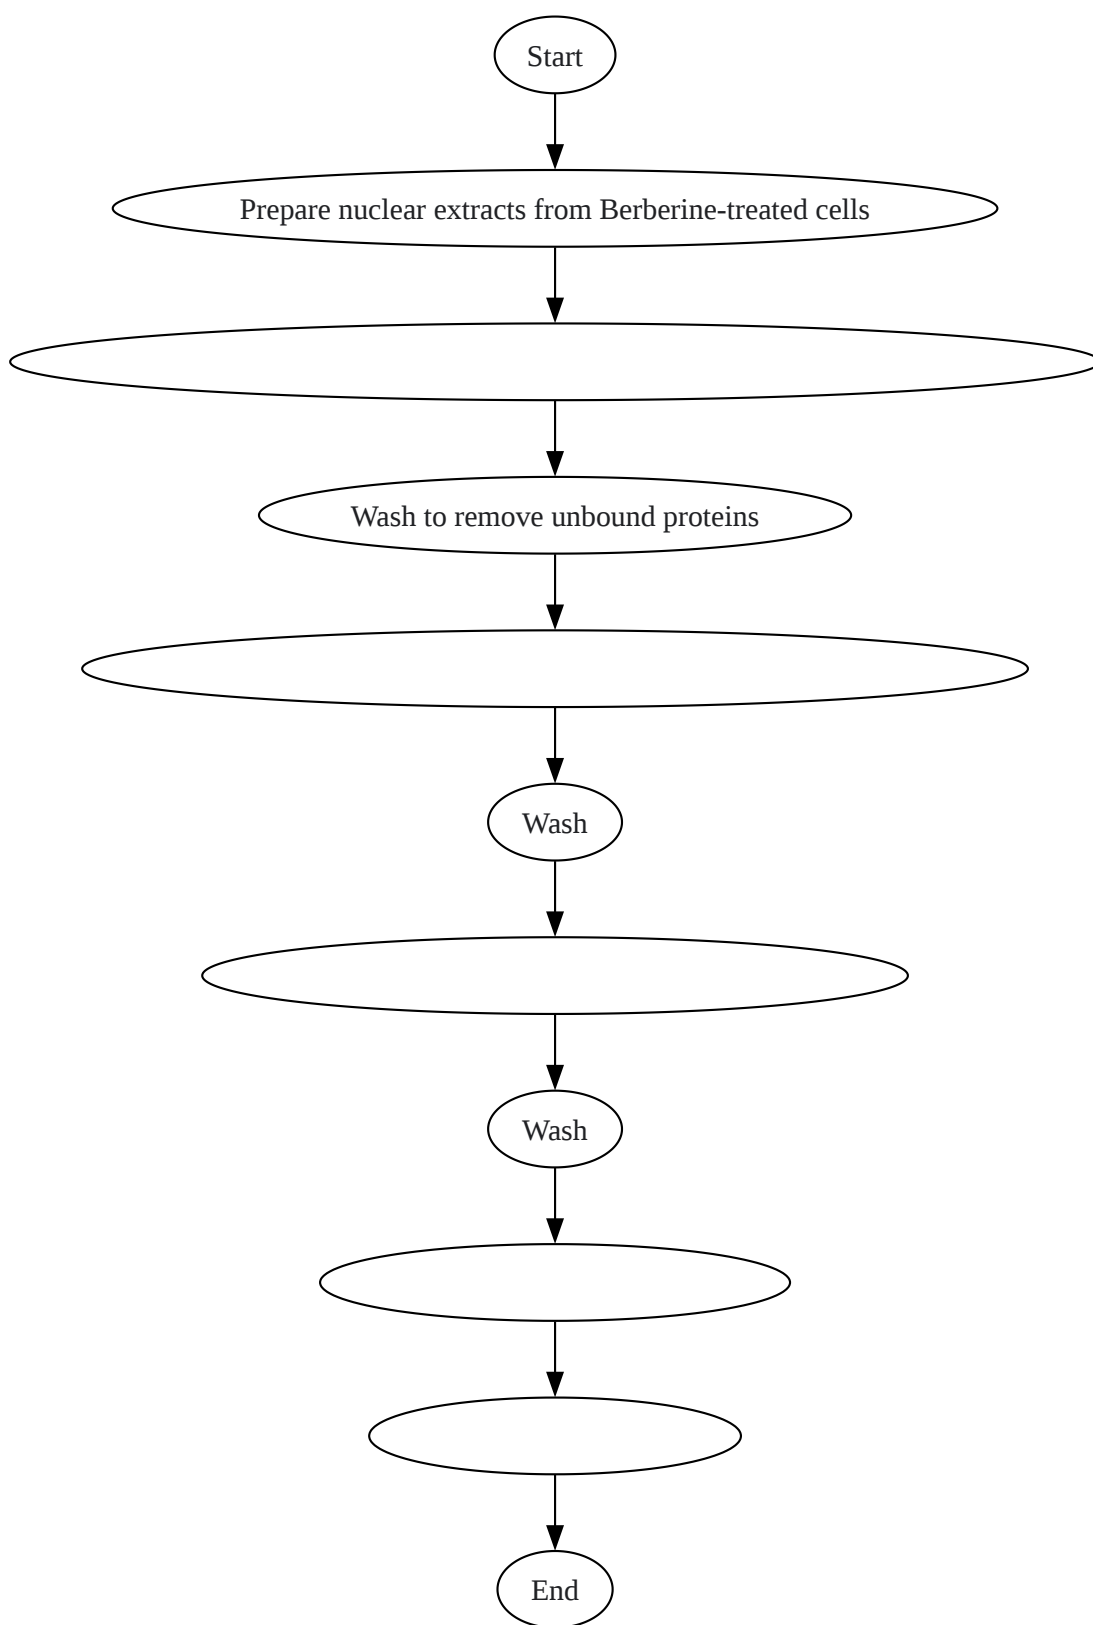 Start
Prepare nuclear extracts from Berberine-treated cells
Wash to remove unbound proteins
Wash
Wash
End